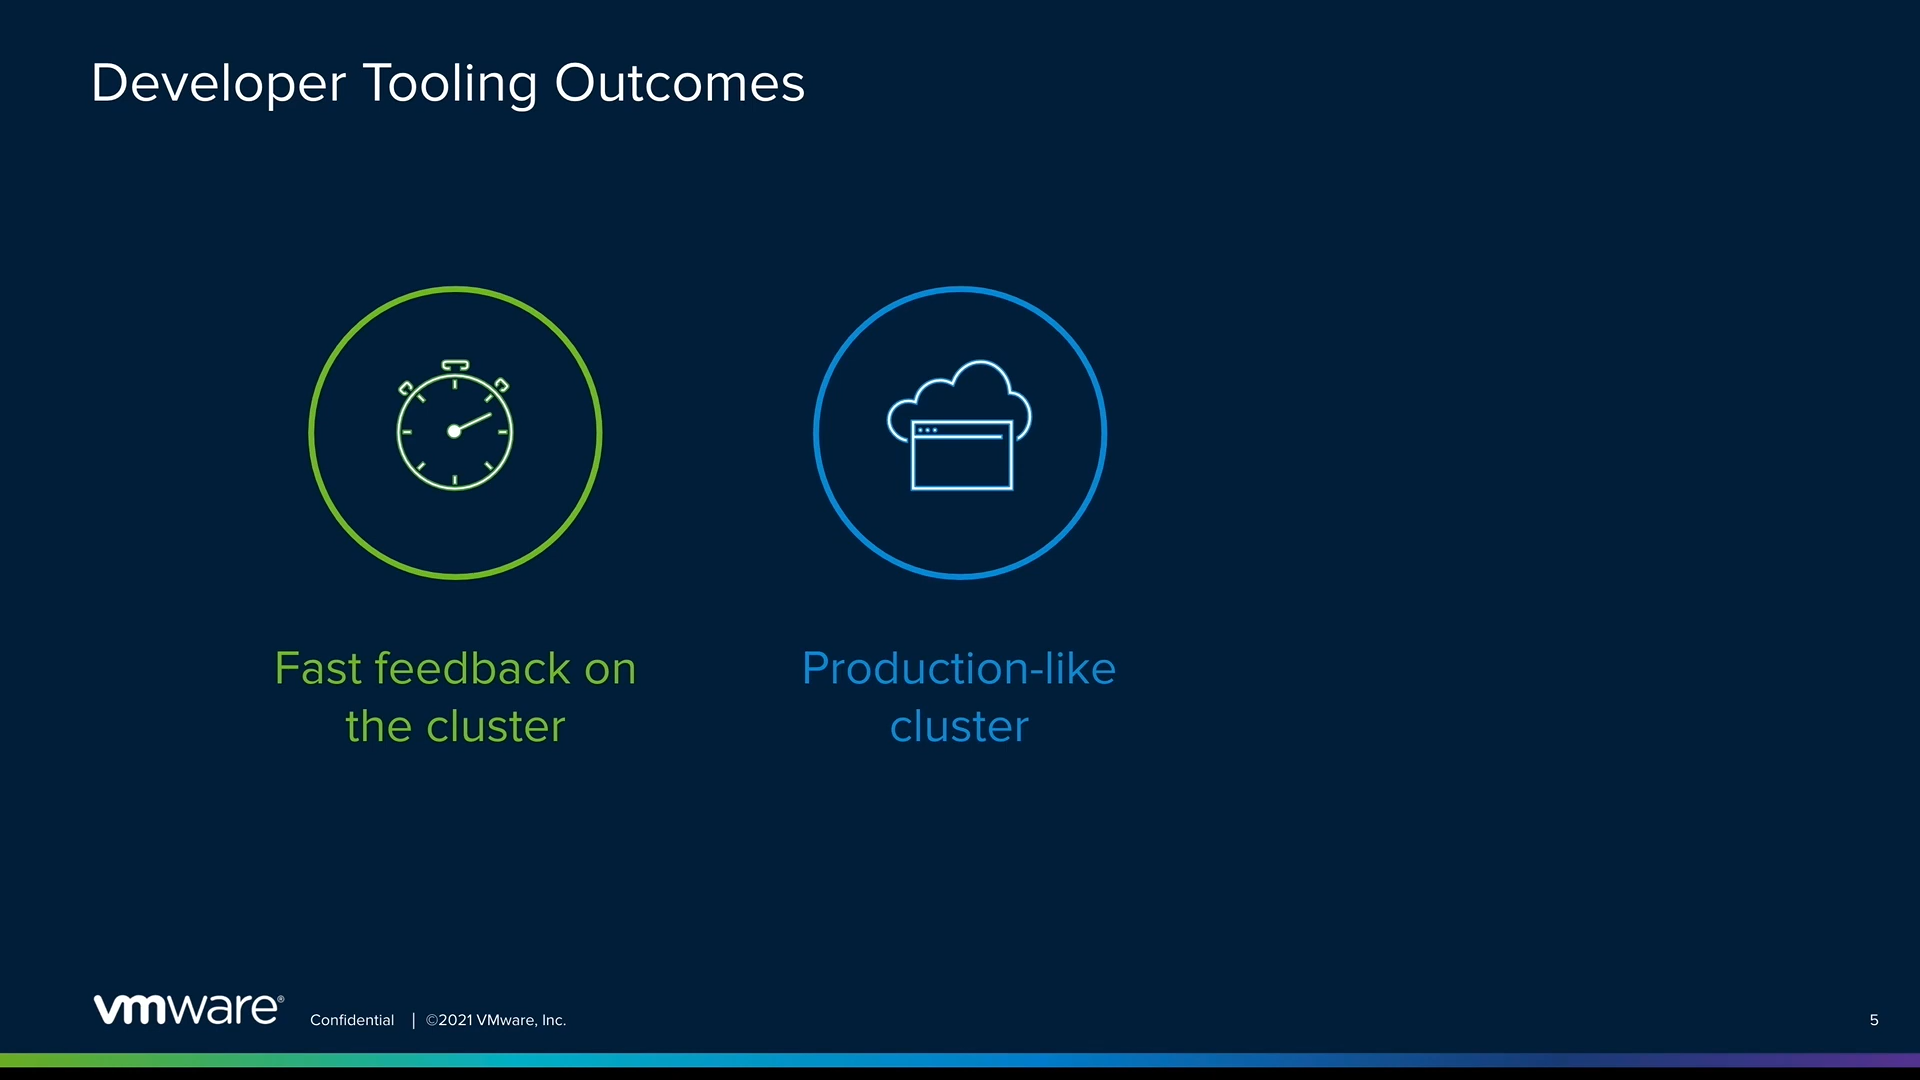 Developer Tooling Outcomes
Fast feedback on
the cluster
Production-like
cluster
vmware®
Confidential | ©2021 VMware, Inc.
5